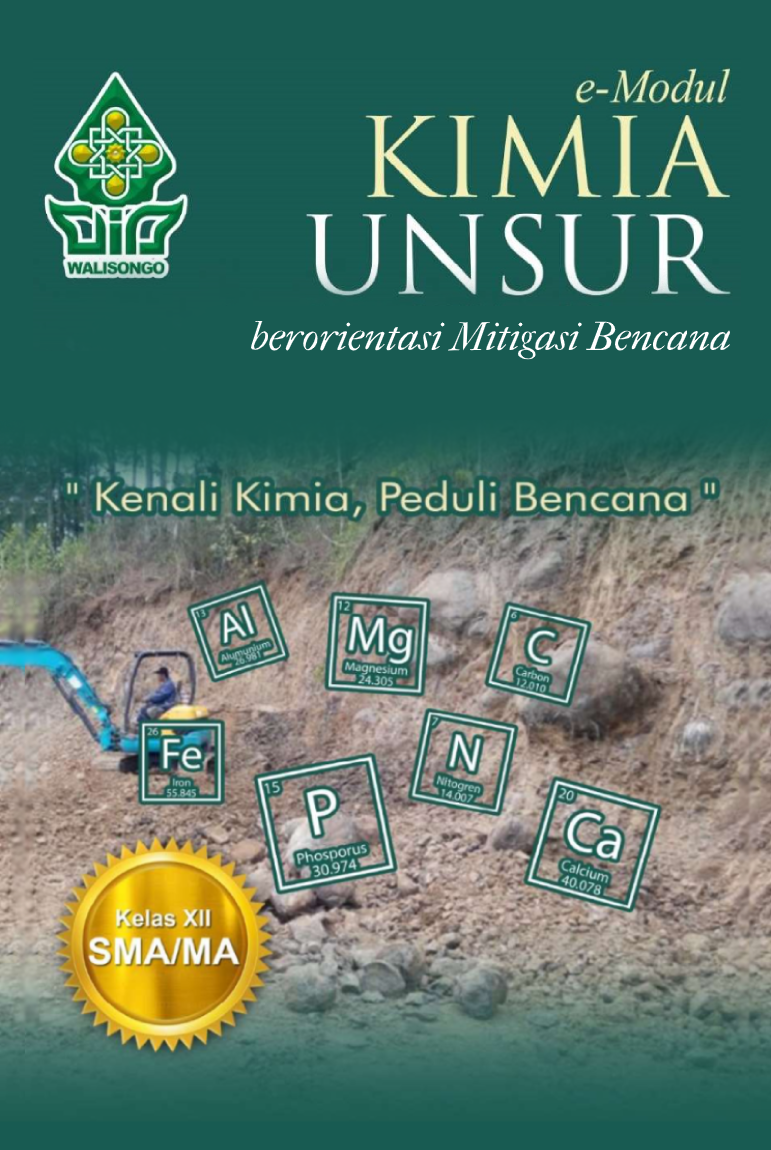 e-Modul
KIMIA
UNSUR
WALISONGO
berorientasi Mitigasi Bencana
" Kenali Kimia, Peduli Bencana "
13
Al
Alumunium
26.981
12
Mg
Magnesium
24.305
6
C
Carbon
12.010
26
Fe
Iron
55.845
15
P
Phosporus
30.974
7
N
Nitogren
14.007
20
Ca
Calcium
40.078
Kelas XII
SMA/MA